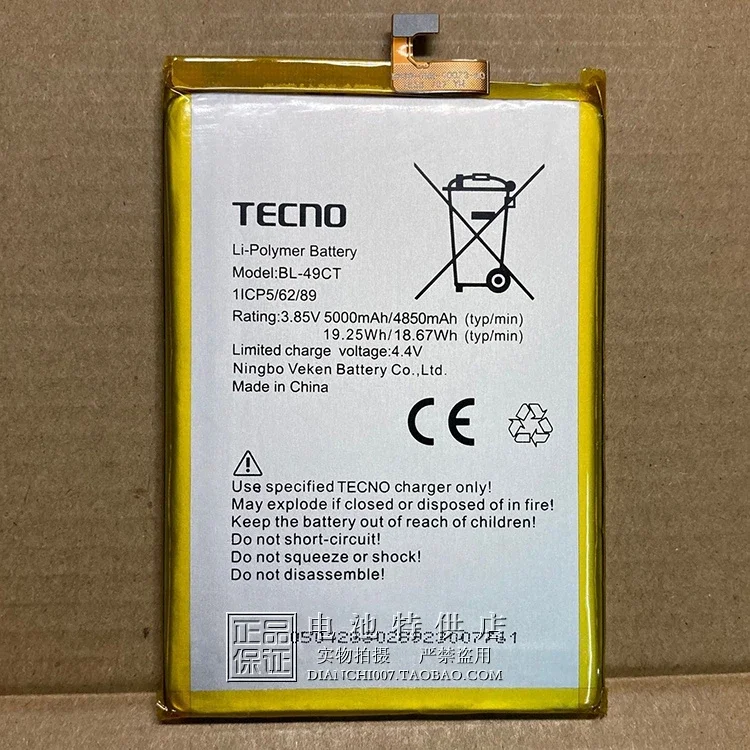 TECNO
Li-Polymer Battery
Model:BL-49CT
1ICP5/62/89
Rating:3.85V 5000mAh/4850mAh (typ/min)
19.25Wh/18.67Wh (typ/min)
Limited charge voltage:4.4V
Ningbo Veken Battery Co.,Ltd.
Made in China
CE
Use specified TECNO charger only!
May explode if closed or disposed of in fire!
Keep the battery out of reach of children!
Do not short-circuit!
Do not squeeze or shock!
Do not disassemble!
正品
保证
电池特供店
实物拍摄 严禁盗用
DIANCHI007.TAOBAO.COM